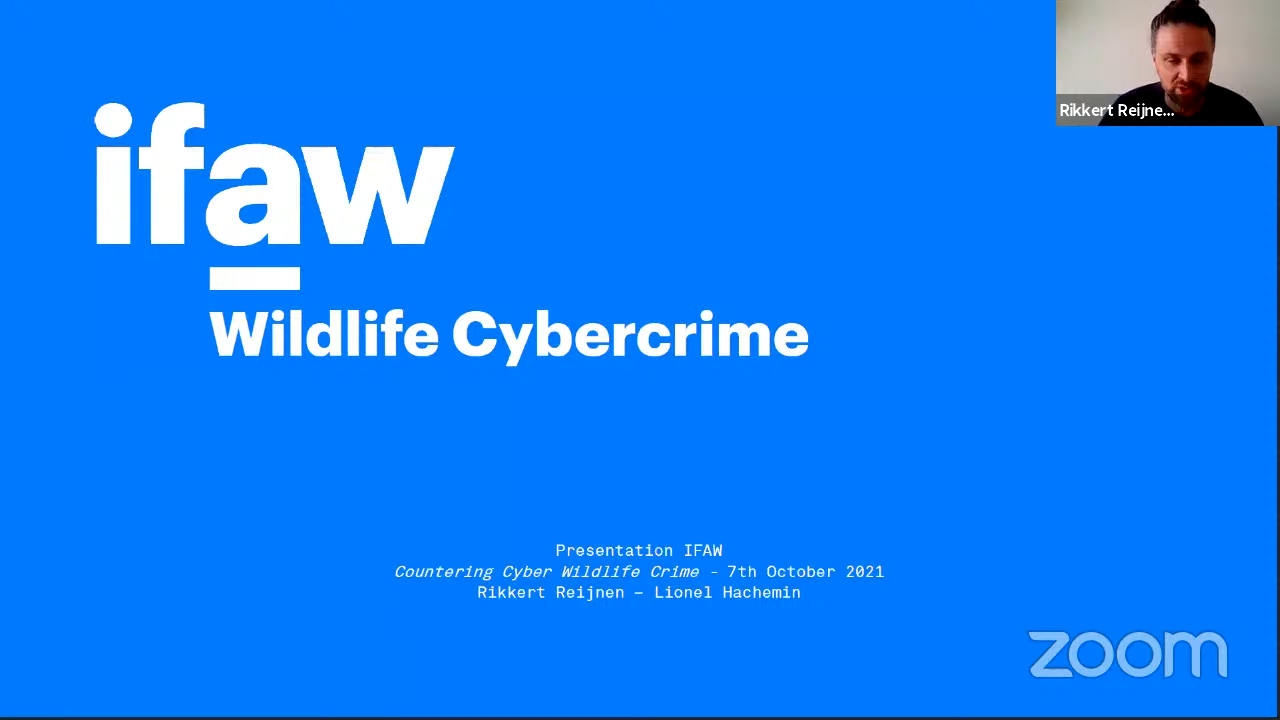 ifaw
Wildlife Cybercrime
Rikkert Reijne...
Presentation IFAW
Countering Cyber Wildlife Crime - 7th October 2021
Rikkert Reijnen – Lionel Hachemin
zoom